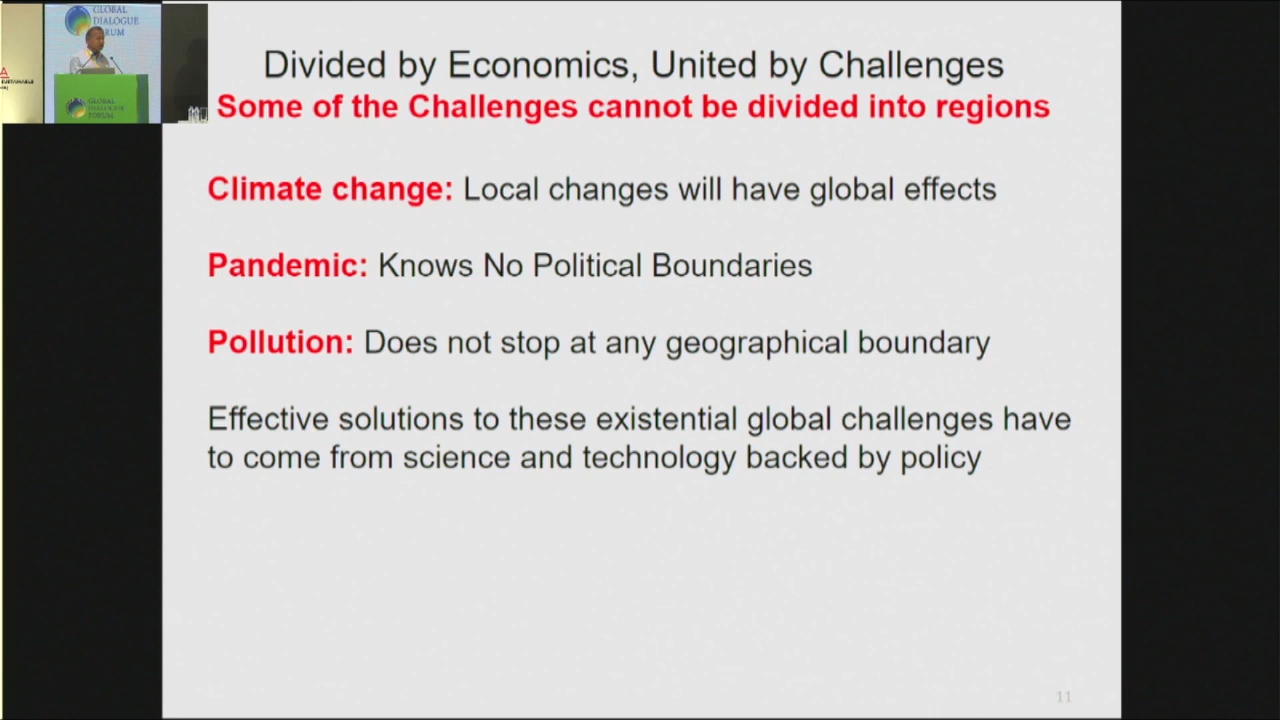 GLOBAL
DIALOGUE
FORUM
SUSTAINABLE
GLOBAL
DIALOGUE
FORUM
Divided by Economics, United by Challenges
Some of the Challenges cannot be divided into regions
Climate change: Local changes will have global effects
Pandemic: Knows No Political Boundaries
Pollution: Does not stop at any geographical boundary
Effective solutions to these existential global challenges have
to come from science and technology backed by policy
11